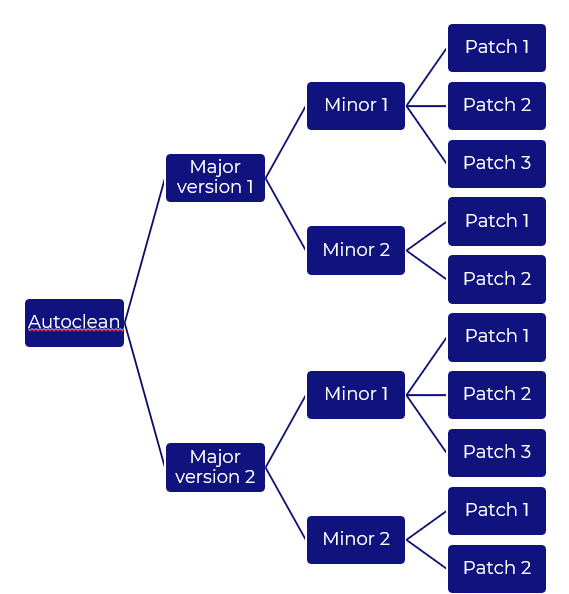 Patch 1
Minor 1
Patch 2
Patch 3
Major
version 1
Patch 1
Minor 2
Patch 2
Autoclean
Patch 1
Minor 1
Patch 2
Patch 3
Major
version 2
Patch 1
Minor 2
Patch 2